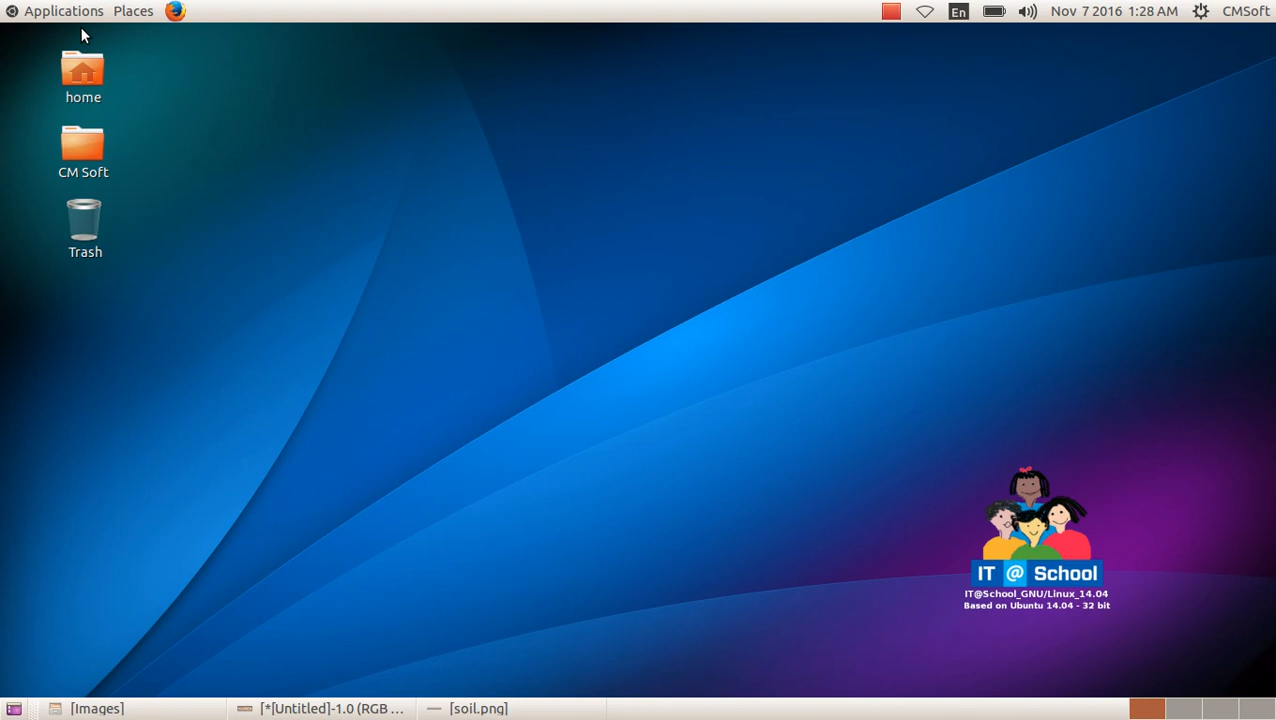 Applications Places En Nov 7 2016 1:28 AM CMSoft
home
CM Soft
Trash
IT @ School
IT@School_GNU/Linux_14.04
Based on Ubuntu 14.04 - 32 bit
[Images] [*[Untitled]-1.0 (RGB ... [soil.png]